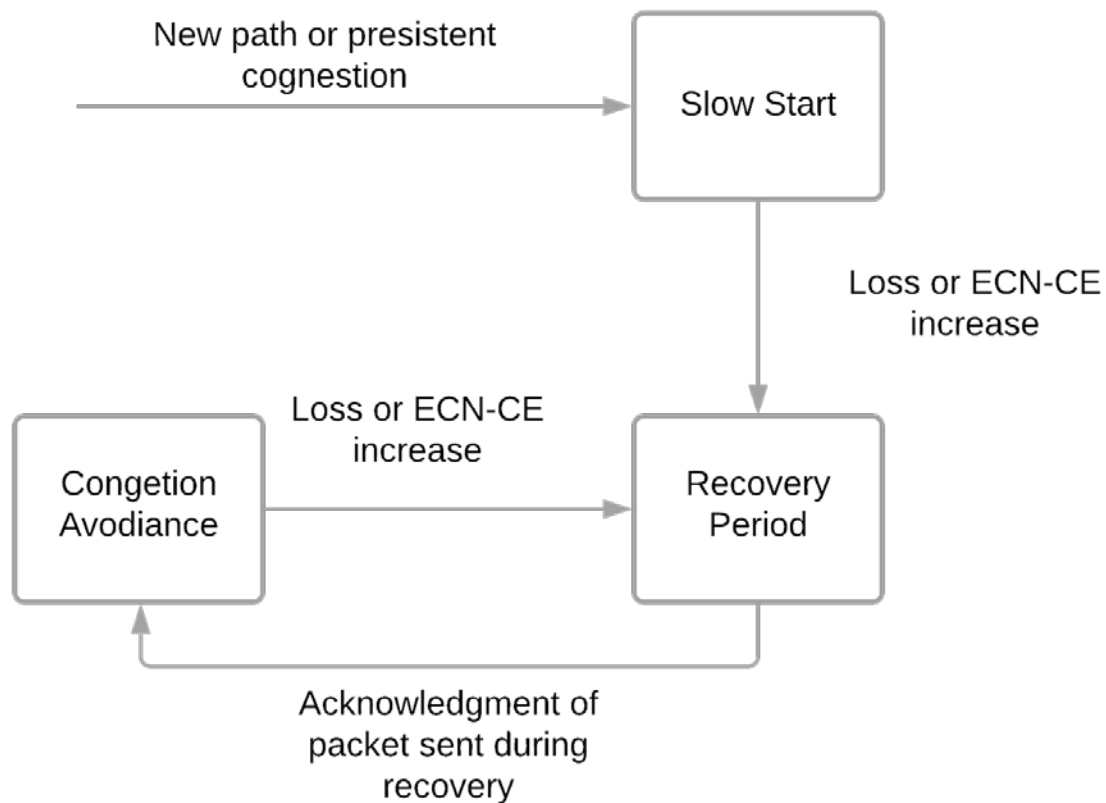 New path or presistent
cognestion
Slow Start
Loss or ECN-CE
increase
Loss or ECN-CE
increase
Congetion
Avodiance
Recovery
Period
Acknowledgment of
packet sent during
recovery